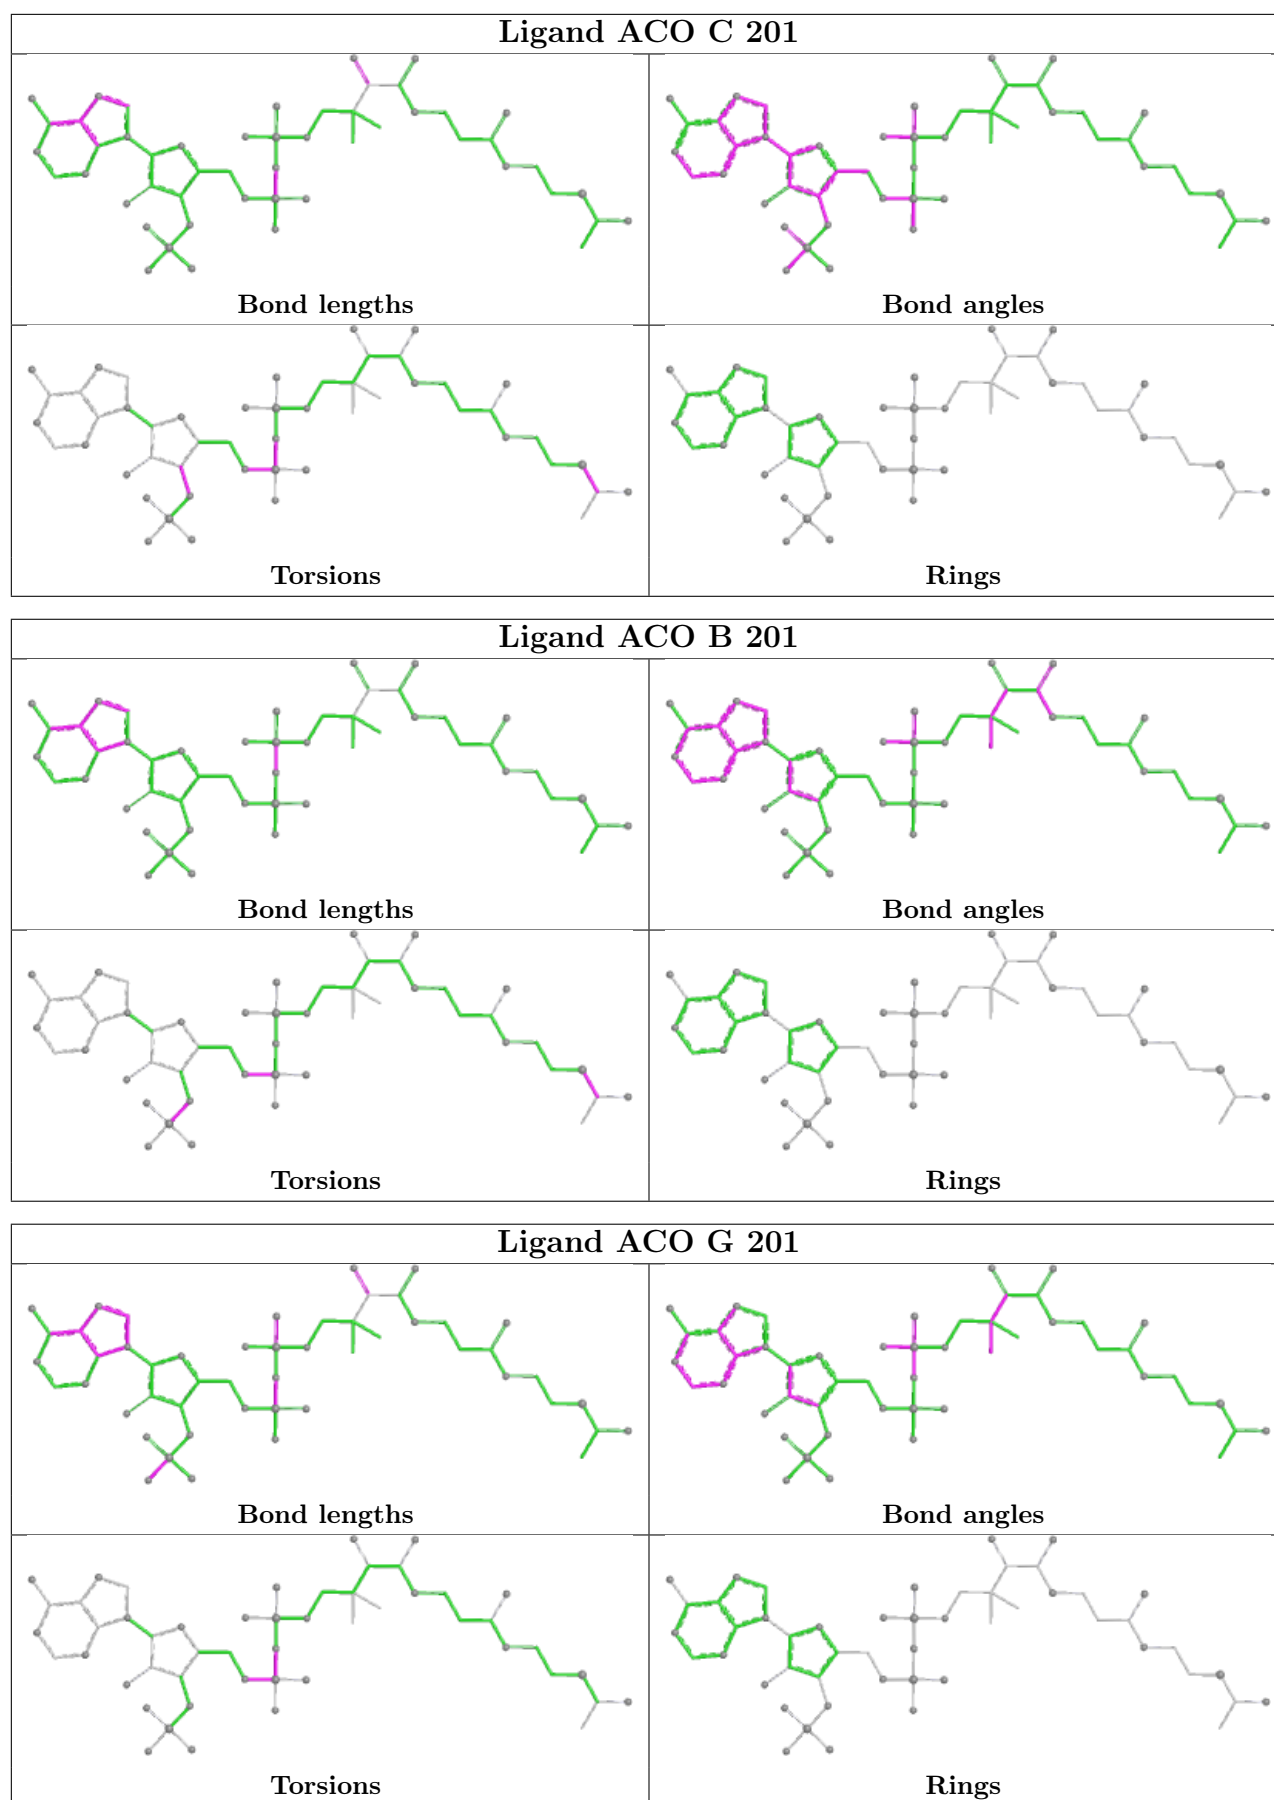 Ligand ACO C 201
Bond lengths
Bond angles
Torsions
Rings
Ligand ACO B 201
Bond lengths
Bond angles
Torsions
Rings
Ligand ACO G 201
Bond lengths
Bond angles
Torsions
Rings